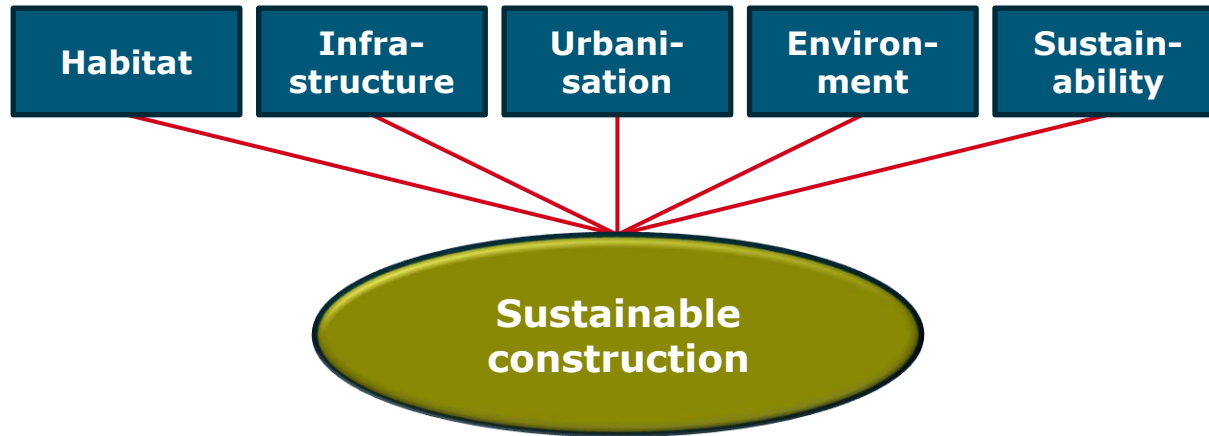 Habitat
Infra-
structure
Urbani-
sation
Environ-
ment
Sustain-
ability
Sustainable
construction